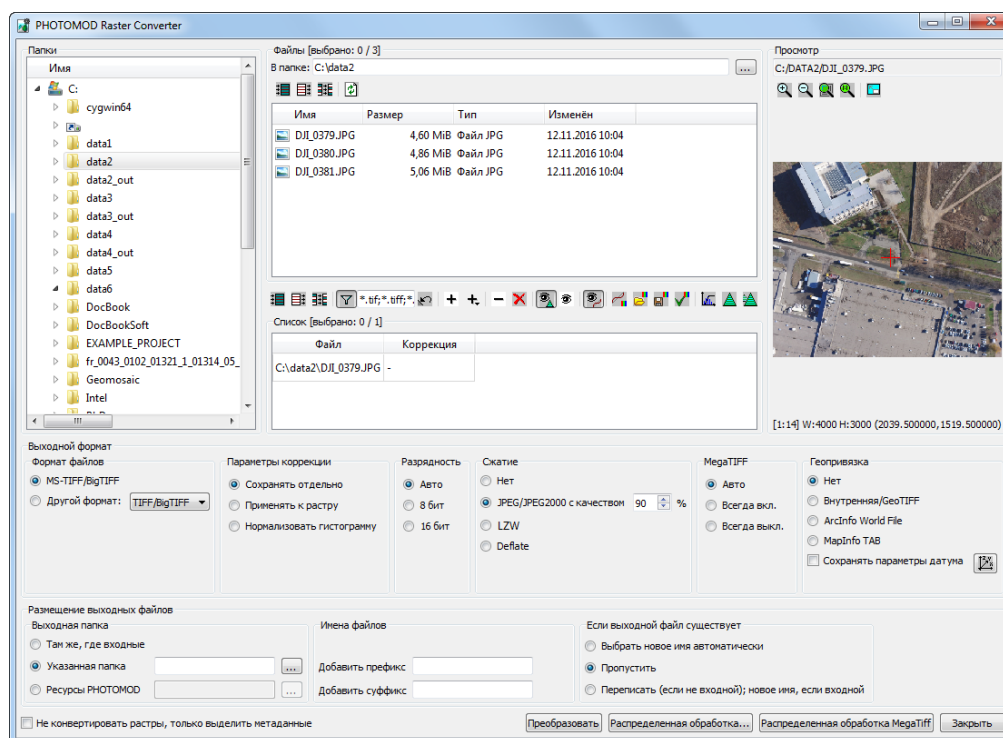 PHOTOMOD Raster Converter
Папки
Имя
C:
cygwin64
data1
data2
data2_out
data3
data3_out
data4
data4_out
data5
data6
DocBook
DocBookSoft
EXAMPLE_PROJECT
fr_0043_0102_01321_1_01314_05_
Geomosaic
Intel
Файлы [выбрано: 0 / 3]
В папке: C:\data2 ...
Имя Размер Тип Изменён
DJI_0379.JPG 4,60 MiB Файл JPG 12.11.2016 10:04
DJI_0380.JPG 4,86 MiB Файл JPG 12.11.2016 10:04
DJI_0381.JPG 5,06 MiB Файл JPG 12.11.2016 10:04
*.tif;*.tiff;*.
Список [выбрано: 0 / 1]
Файл Коррекция
C:\data2\DJI_0379.JPG -
Просмотр
C:/DATA2/DJI_0379.JPG
[1:14] W:4000 H:3000 (2039.500000,1519.500000)
Выходной формат
Формат файлов
MS-TIFF/BigTIFF
Другой формат: TIFF/BigTIFF
Параметры коррекции
Сохранять отдельно
Применять к растру
Нормализовать гистограмму
Разрядность
Авто
8 бит
16 бит
Сжатие
Нет
JPEG/JPEG2000 с качеством 90 %
LZW
Deflate
MegaTIFF
Авто
Всегда вкл.
Всегда выкл.
Геопривязка
Нет
Внутренняя/GeoTIFF
ArcInfo World File
MapInfo TAB
Сохранять параметры датума
Размещение выходных файлов
Выходная папка
Там же, где входные
Указанная папка ...
Ресурсы PHOTOMOD ...
Имена файлов
Добавить префикс
Добавить суффикс
Если выходной файл существует
Выбрать новое имя автоматически
Пропустить
Переписать (если не входной); новое имя, если входной
Не конвертировать растры, только выделить метаданные
Преобразовать Распределенная обработка... Распределенная обработка MegaTiff Закрыть